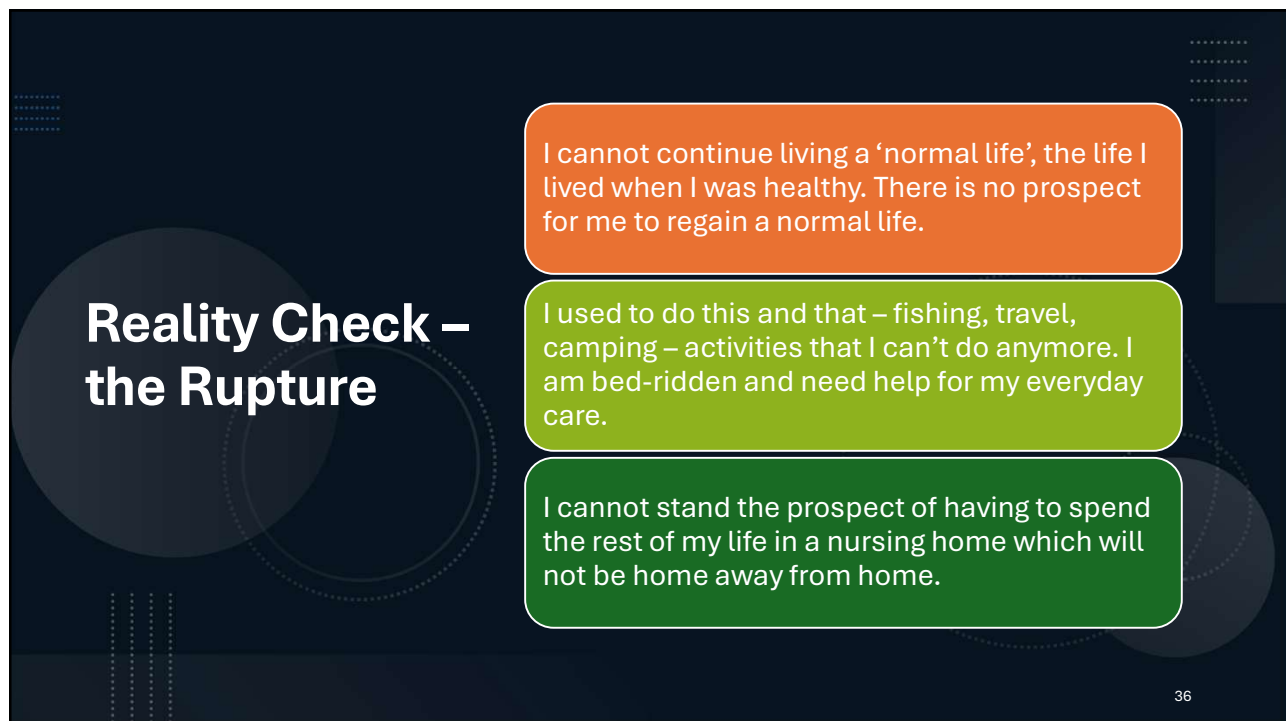 Reality Check –
the Rupture
I cannot continue living a ‘normal life’, the life I
lived when I was healthy. There is no prospect
for me to regain a normal life.
I used to do this and that – fishing, travel,
camping – activities that I can’t do anymore. I
am bed-ridden and need help for my everyday
care.
I cannot stand the prospect of having to spend
the rest of my life in a nursing home which will
not be home away from home.
36